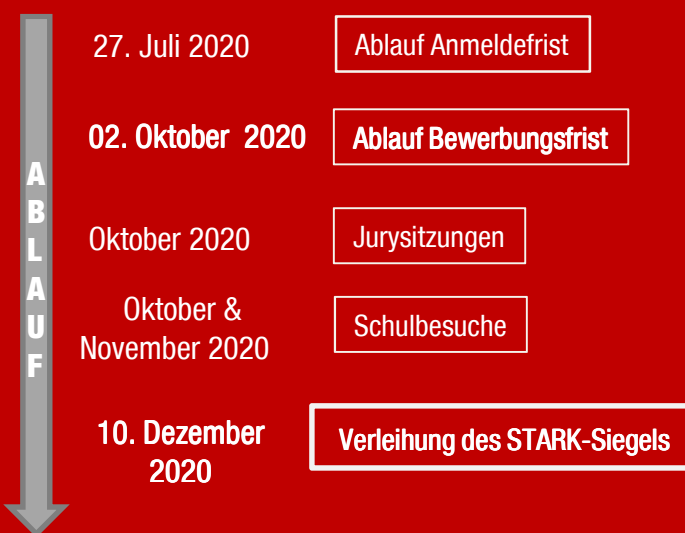 ABLAUF
27. Juli 2020 Ablauf Anmeldefrist
02. Oktober 2020 Ablauf Bewerbungsfrist
Oktober 2020 Jurysitzungen
Oktober &
November 2020 Schulbesuche
10. Dezember
2020 Verleihung des STARK-Siegels